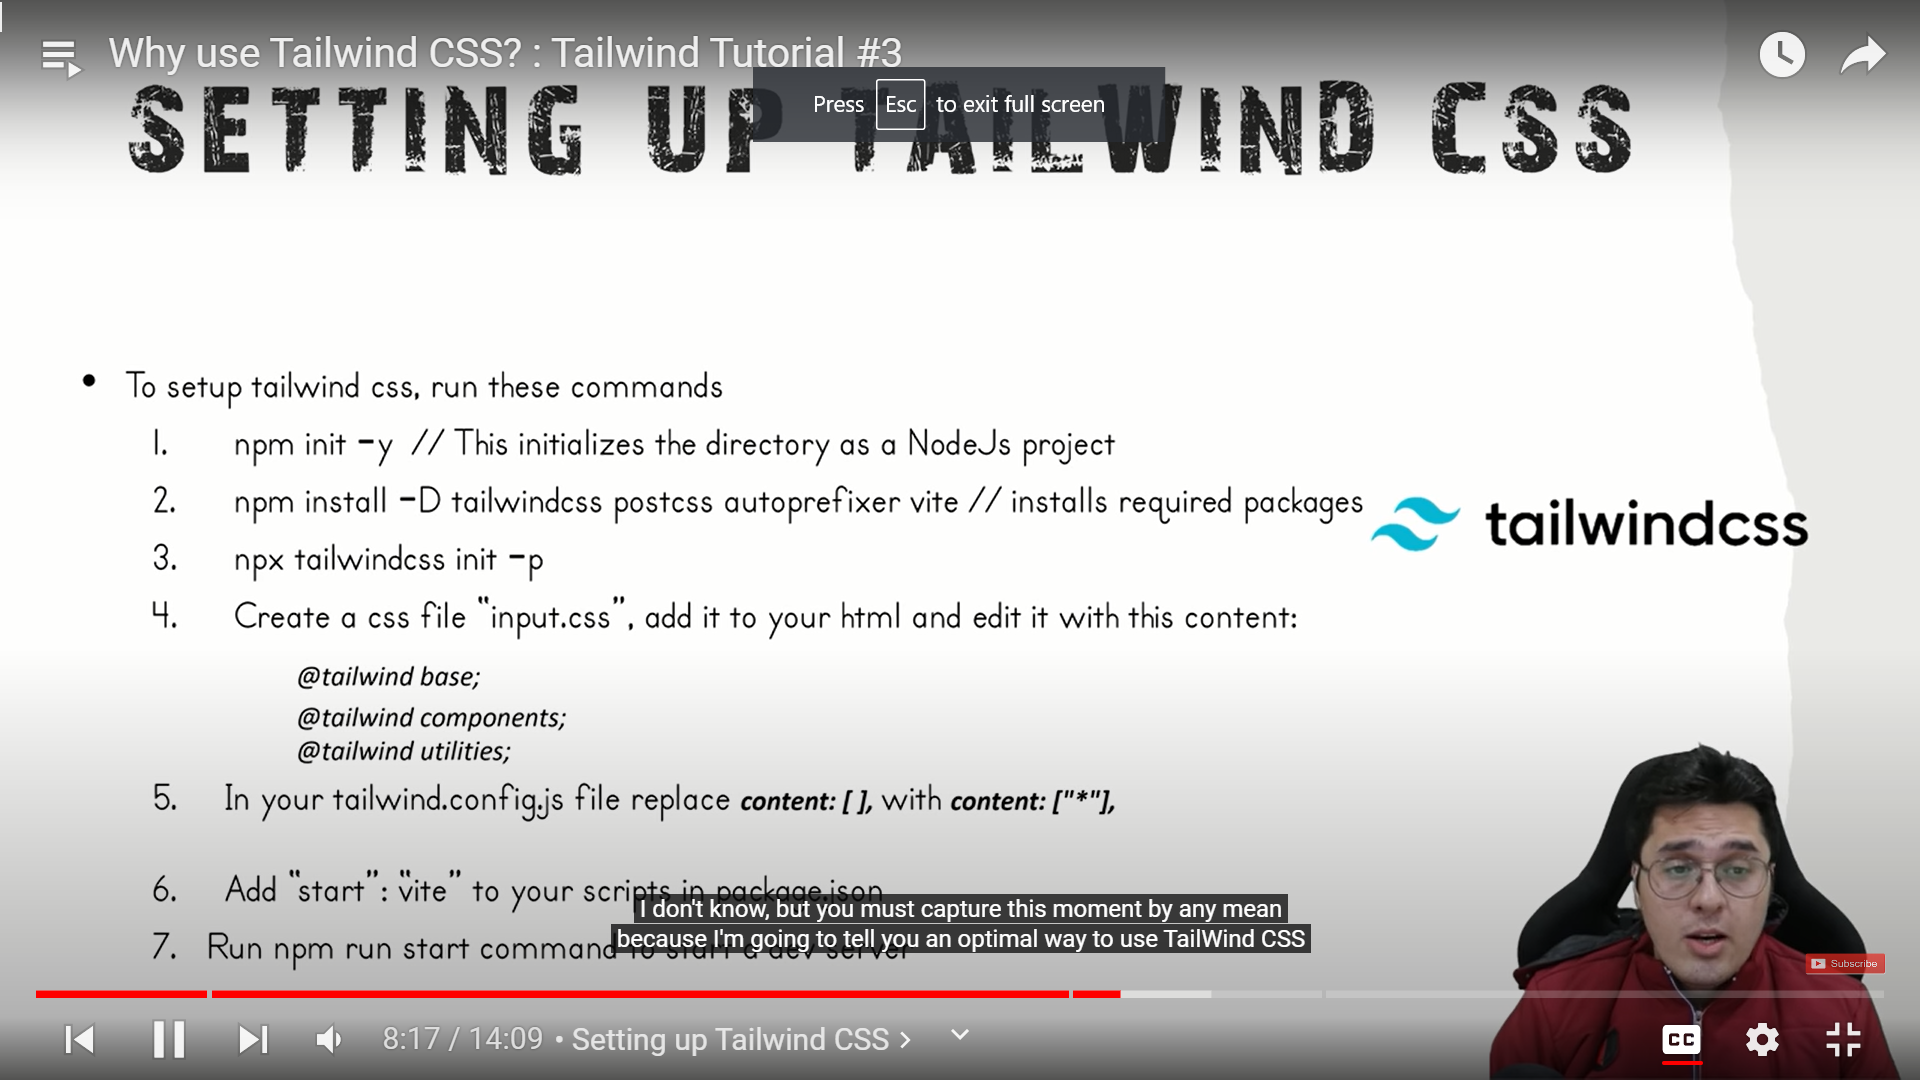 Why use Tailwind CSS? : Tailwind Tutorial #3
Press Esc to exit full screen
SETTING UP TAILWIND CSS
• To setup tailwind css, run these commands
1. npm init -y // This initializes the directory as a NodeJs project
2. npm install -D tailwindcss postcss autoprefixer vite // installs required packages
tailwindcss
3. npx tailwindcss init -p
4. Create a css file "input.css", add it to your html and edit it with this content:
@tailwind base;
@tailwind components;
@tailwind utilities;
5. In your tailwind.config.js file replace content: [ ], with content: ["*"],
6. Add "start": "vite" to your scripts in package.json
7. Run npm run start command to start a dev server
I don't know, but you must capture this moment by any mean
because I'm going to tell you an optimal way to use TailWind CSS
Subscribe
8:17 / 14:09 • Setting up Tailwind CSS >
CC